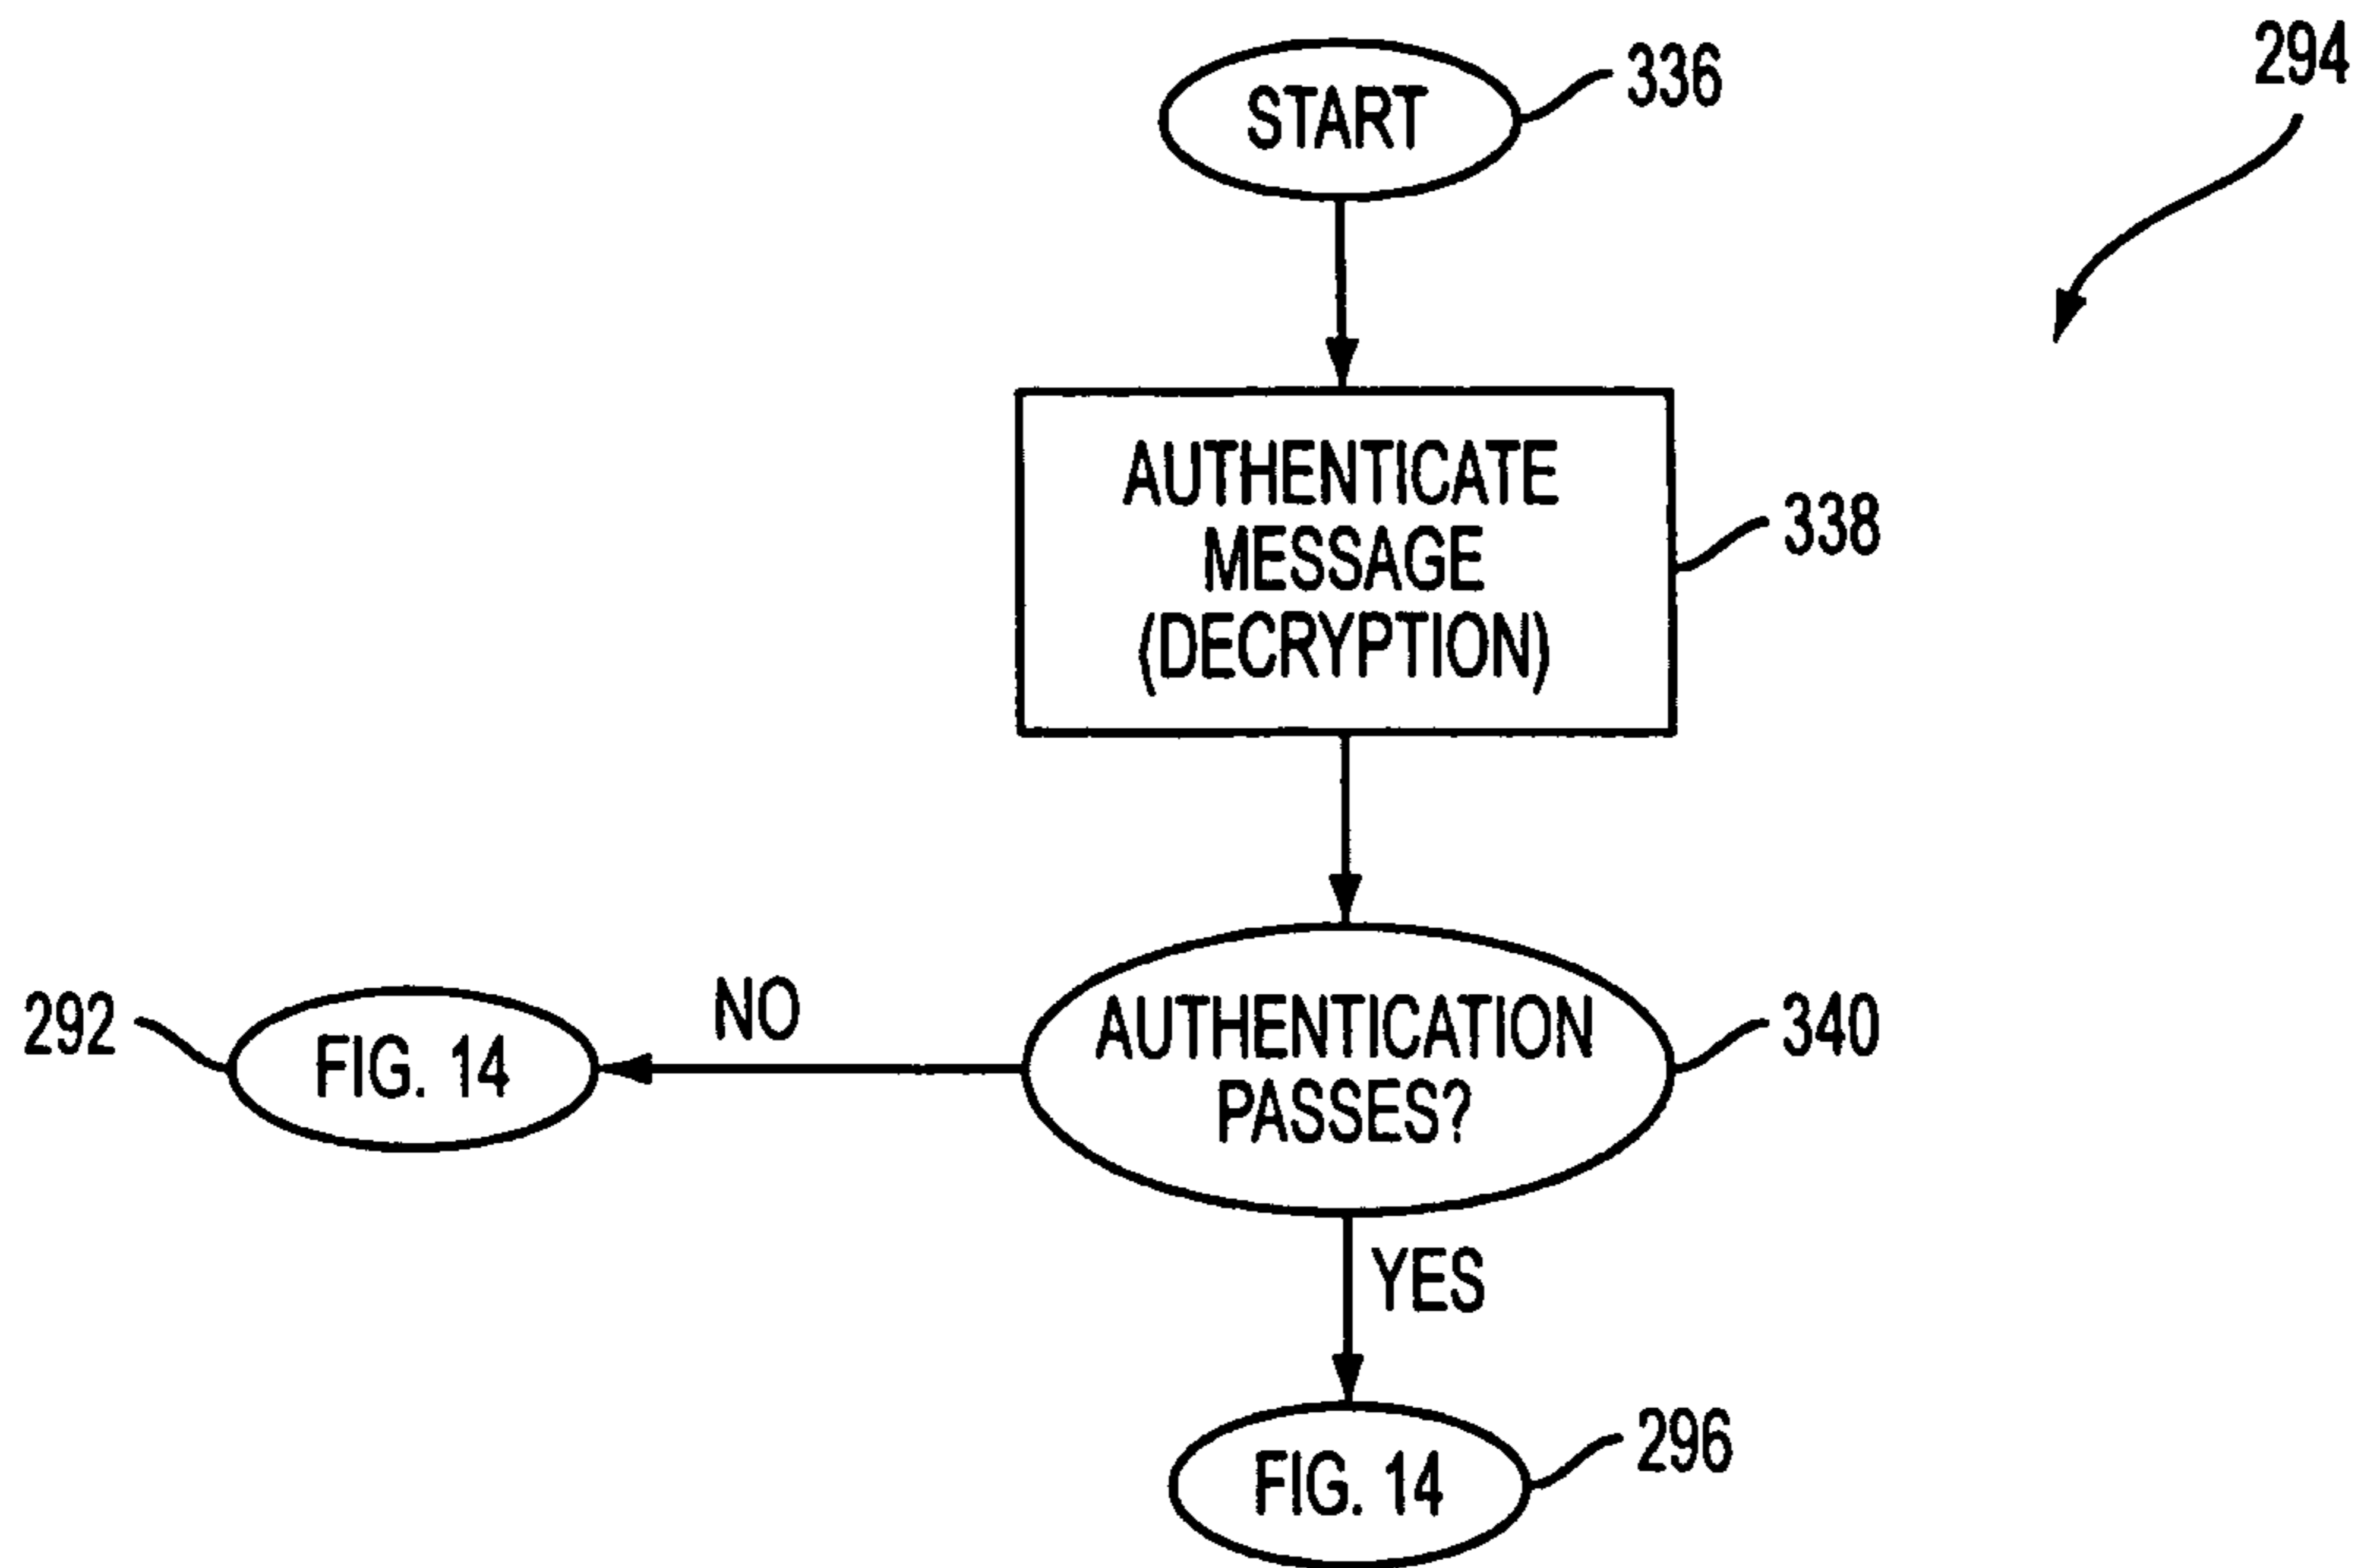 294
START
336
AUTHENTICATE
MESSAGE
(DECRYPTION)
338
NO
292
FIG. 14
AUTHENTICATION
PASSES?
340
YES
FIG. 14
296